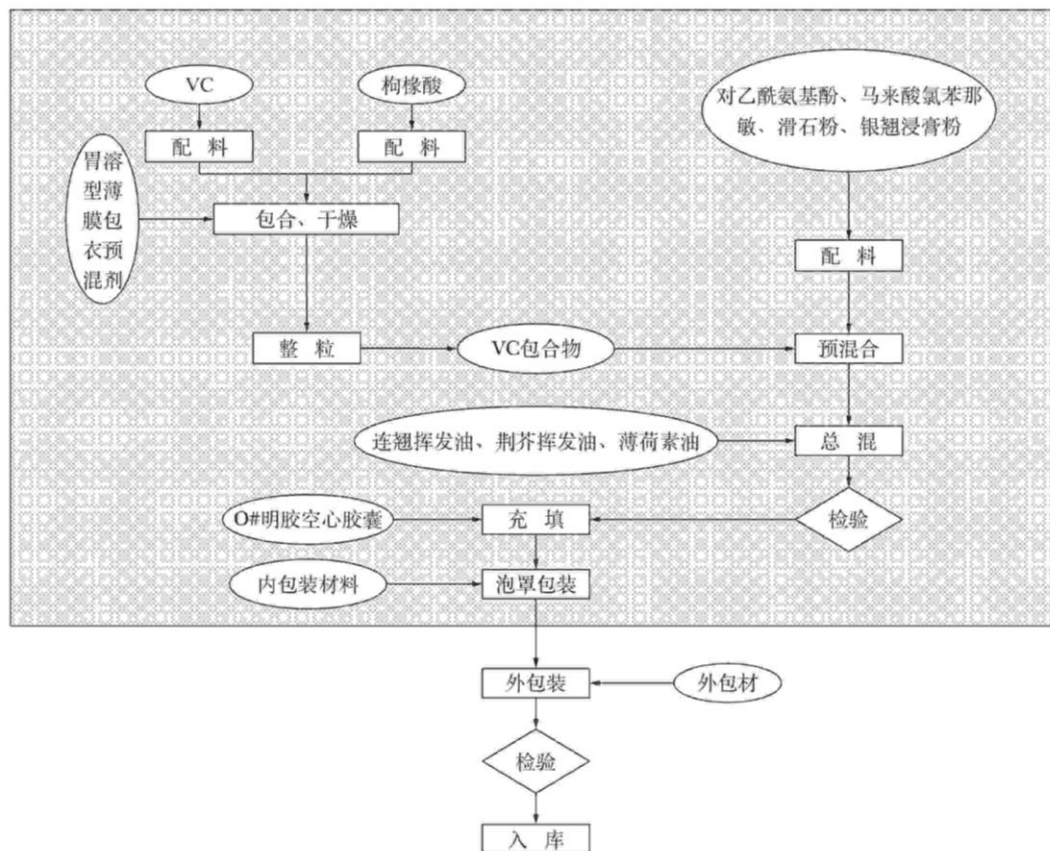 VC
枸橼酸
对乙酰氨基酚、马来酸氯苯那
敏、滑石粉、银翘浸膏粉
配 料
配 料
胃溶
型薄
膜包
衣预
混剂
包合、干燥
配 料
整 粒
VC包合物
预混合
连翘挥发油、荆芥挥发油、薄荷素油
总 混
O#明胶空心胶囊
充 填
检验
内包装材料
泡罩包装
外包装
外包材
检验
入 库